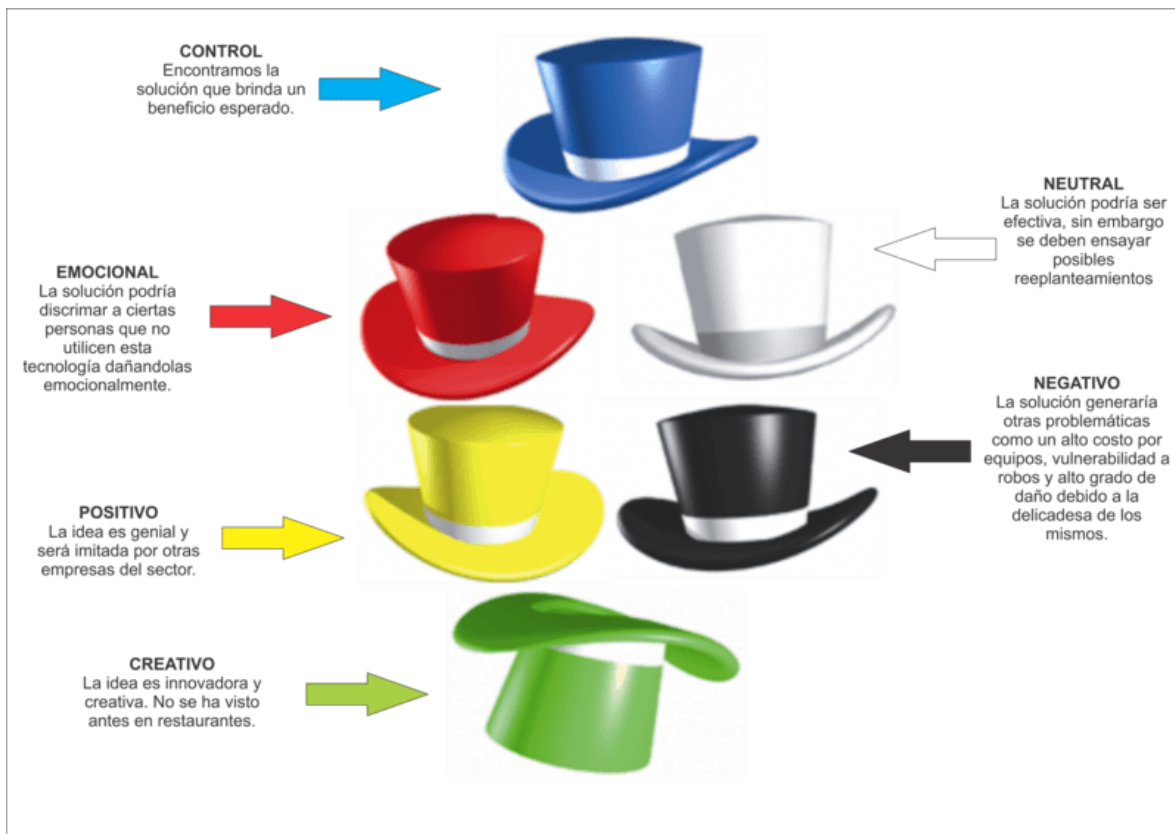 CONTROL
Encontramos la
solución que brinda un
beneficio esperado.
NEUTRAL
La solución podría ser
efectiva, sin embargo
se deben ensayar
posibles
reeplanteamientos
EMOCIONAL
La solución podría
discrimar a ciertas
personas que no
utilicen esta
tecnología dañandolas
emocionalmente.
NEGATIVO
La solución generaría
otras problemáticas
como un alto costo por
equipos, vulnerabilidad a
robos y alto grado de
daño debido a la
delicadesa de los
mismos.
POSITIVO
La idea es genial y
será imitada por otras
empresas del sector.
CREATIVO
La idea es innovadora y
creativa. No se ha visto
antes en restaurantes.